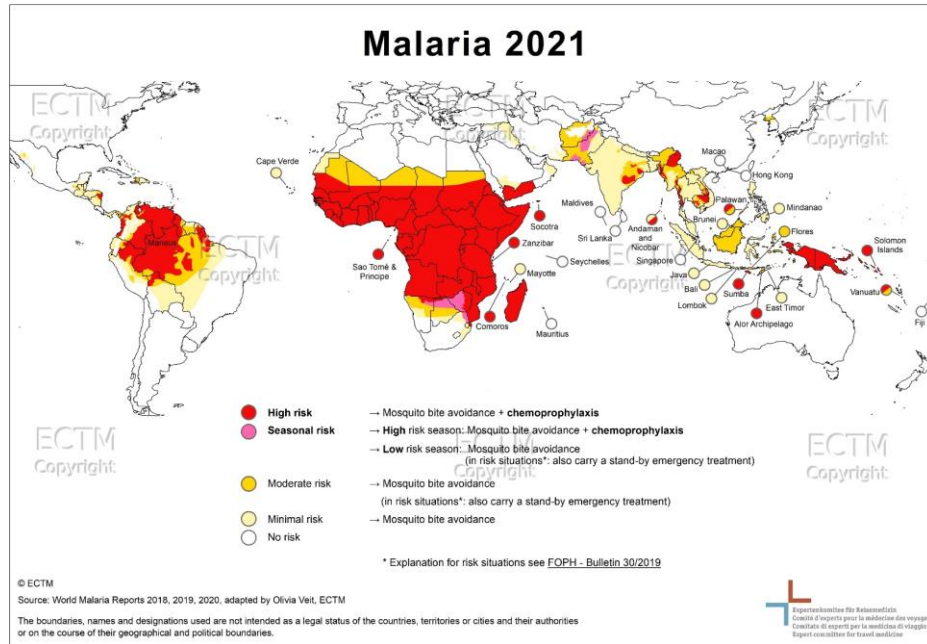 Malaria 2021
ECTM
Copyright
ECTM
Copyright
ECTM
Copyright
ECTM
Copyright
ECTM
Copyright
Cape Verde
Macao
Hong Kong
Maldives
Palawan
Mindanao
Brunei
Socotra
Sri Lanka
Andaman
and
Nicobar
Flores
Manaus
Zanzibar
Singapore
Solomon
Islands
Sao Tomé &
Principe
Seychelles
Mayotte
Java
Bali
Vanuatu
Lombok
Sumba
East Timor
Comoros
Mauritius
Alor Archipelago
Fiji
High risk → Mosquito bite avoidance + chemoprophylaxis
Seasonal risk → High risk season: Mosquito bite avoidance + chemoprophylaxis
→ Low risk season: Mosquito bite avoidance
(in risk situations*: also carry a stand-by emergency treatment)
ECTM
Copyright
ECTM
Copyright
ECTM
Copyright
Moderate risk → Mosquito bite avoidance
(in risk situations*: also carry a stand-by emergency treatment)
Minimal risk → Mosquito bite avoidance
No risk
* Explanation for risk situations see FOPH - Bulletin 30/2019
© ECTM
Source: World Malaria Reports 2018, 2019, 2020, adapted by Olivia Veit, ECTM
The boundaries, names and designations used are not intended as a legal status of the countries, territories or cities and their authorities
or on the course of their geographical and political boundaries.
Expertenkomitee für Reisemedizin
Comité d'experts pour la médecine des voyages
Comitato di esperti per la medicina di viaggio
Expert committee for travel medicine